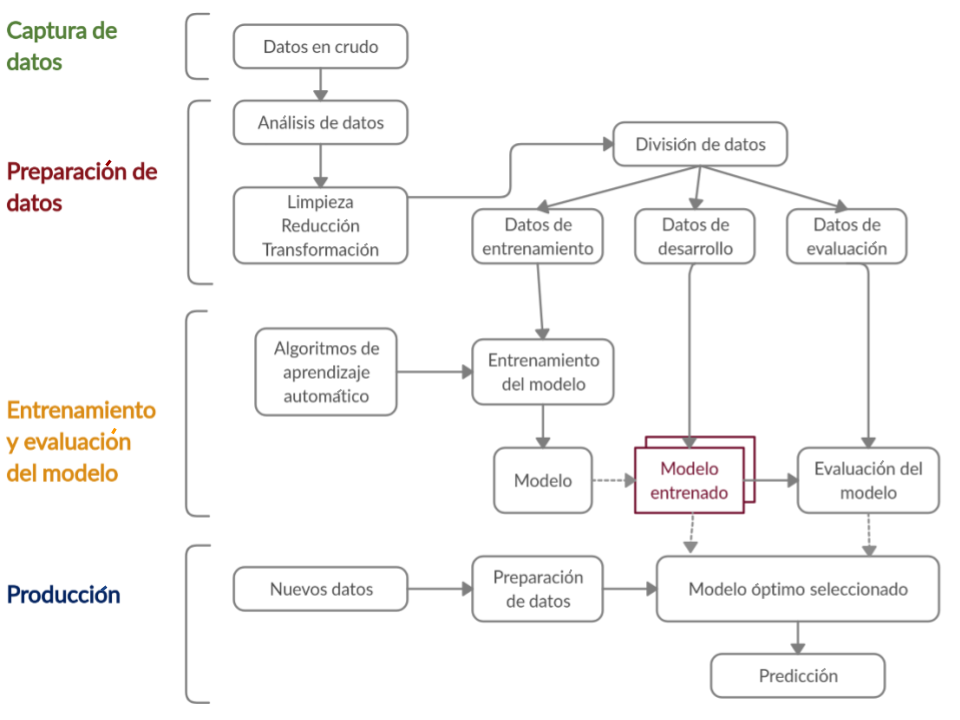 Captura de
datos
Datos en crudo
Preparación de
datos
Análisis de datos
Limpieza
Reducción
Transformación
División de datos
Datos de
entrenamiento
Datos de
desarrollo
Datos de
evaluación
Entrenamiento
y evaluación
del modelo
Algoritmos de
aprendizaje
automático
Entrenamiento
del modelo
Modelo
Modelo
entrenado
Evaluación del
modelo
Producción
Nuevos datos
Preparación
de datos
Modelo óptimo seleccionado
Predicción